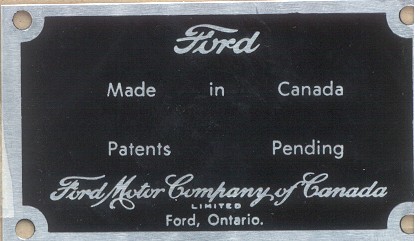 Ford
Made in Canada
Patents Pending
Ford Motor Company of Canada
LIMITED
Ford, Ontario.